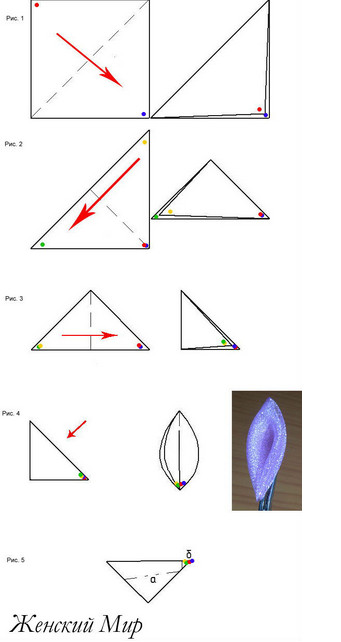 Рис. 1
Рис. 2
Рис. 3
Рис. 4
Рис. 5
δ
a
Женский Мир